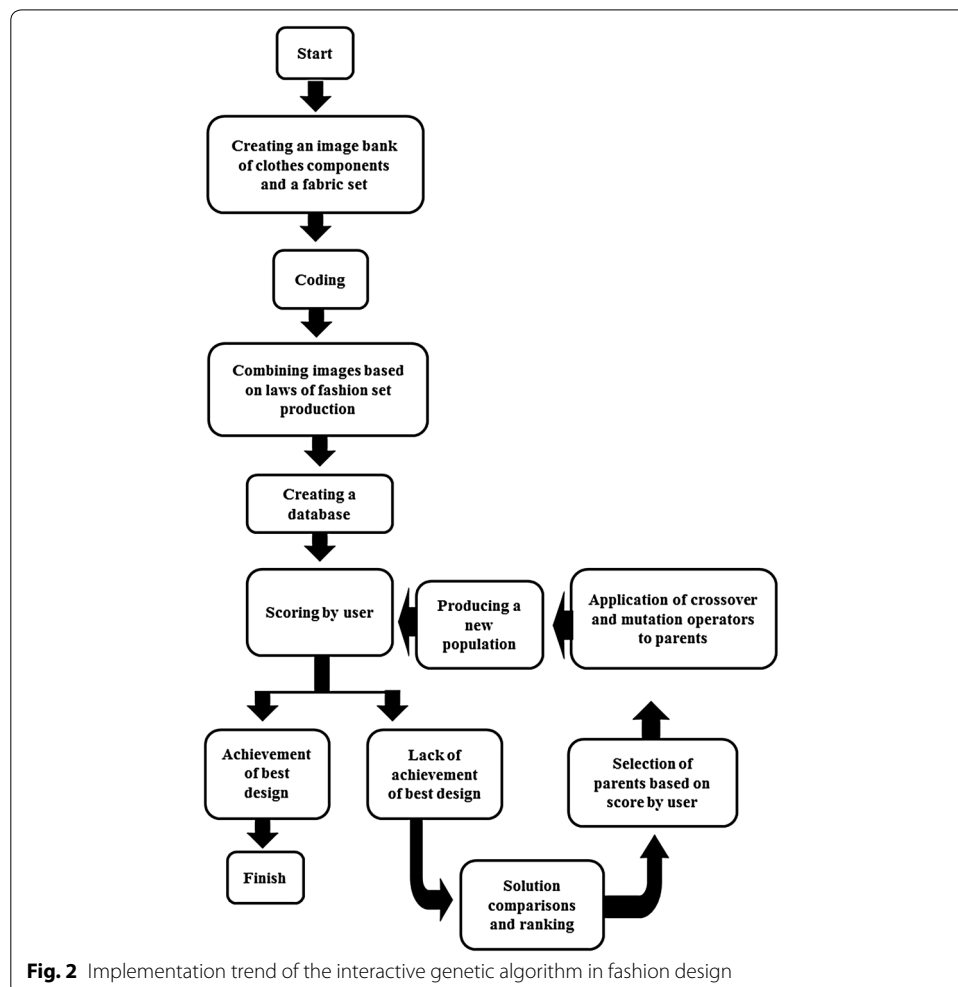 Start
Creating an image bank
of clothes components
and a fabric set
Coding
Combining images based
on laws of fashion set
production
Creating a
database
Scoring by user
Producing a
new
population
Application of crossover
and mutation operators
to parents
Achievement
of best
design
Lack of
achievement
of best design
Selection of
parents based on
score by user
Finish
Solution
comparisons
and ranking
Fig. 2 Implementation trend of the interactive genetic algorithm in fashion design